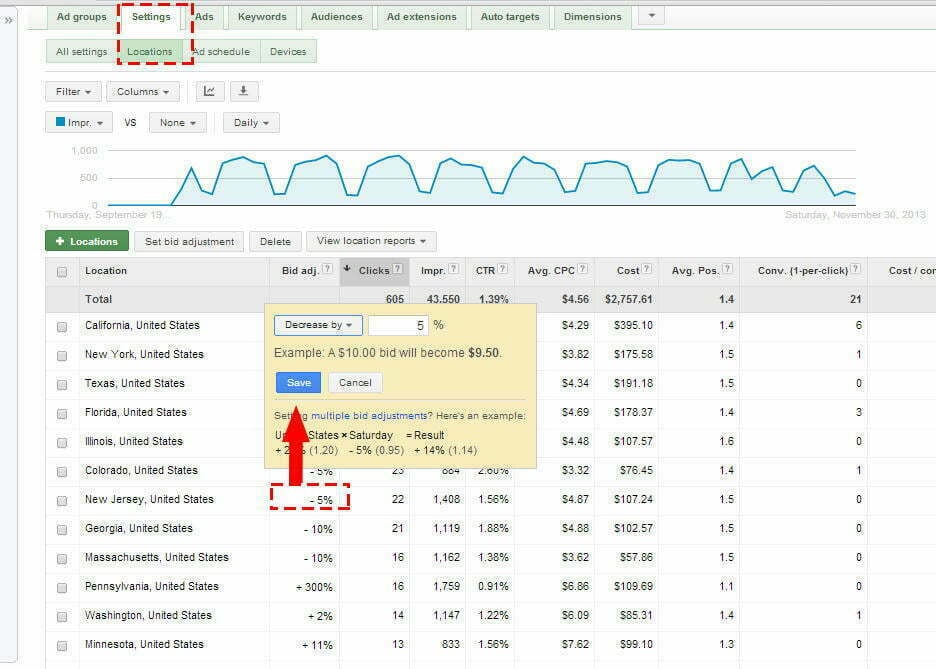 »
Ad groups Settings Ads Keywords Audiences Ad extensions Auto targets Dimensions
All settings Locations Ad schedule Devices
Filter Columns
Impr. VS None Daily
1,000
500
0
Thursday, September 19... Saturday, November 30, 2013
+ Locations Set bid adjustment Delete View location reports
Location Bid adj. ? Clicks ? Impr. ? CTR ? Avg. CPC ? Cost ? Avg. Pos. ? Conv. (1-per-click) ? Cost / con
Total 605 43,550 1.39% $4.56 $2,757.61 1.4 21
Decrease by 5 %
Example: A $10.00 bid will become $9.50.
Save Cancel
multiple bid adjustments? Here's an example:
States × Saturday = Result
(1.20) - 5% (0.95) + 14% (1.14)
California, United States $4.29 $395.10 1.4 6
New York, United States $3.82 $175.58 1.5 1
Texas, United States $4.34 $191.18 1.5 0
Florida, United States $4.69 $178.37 1.4 3
Illinois, United States $4.48 $107.57 1.6 0
Colorado, United States - 5% 23 884 2.60% $3.32 $76.45 1.4 1
New Jersey, United States - 5% 22 1,408 1.56% $4.87 $107.24 1.5 0
Georgia, United States - 10% 21 1,119 1.88% $4.88 $102.57 1.5 0
Massachusetts, United States - 10% 16 1,162 1.38% $3.62 $57.86 1.5 0
Pennsylvania, United States + 300% 16 1,759 0.91% $6.86 $109.69 1.1 0
Washington, United States + 2% 14 1,147 1.22% $6.09 $85.31 1.4 1
Minnesota, United States + 11% 13 833 1.56% $7.62 $99.10 1.3 0